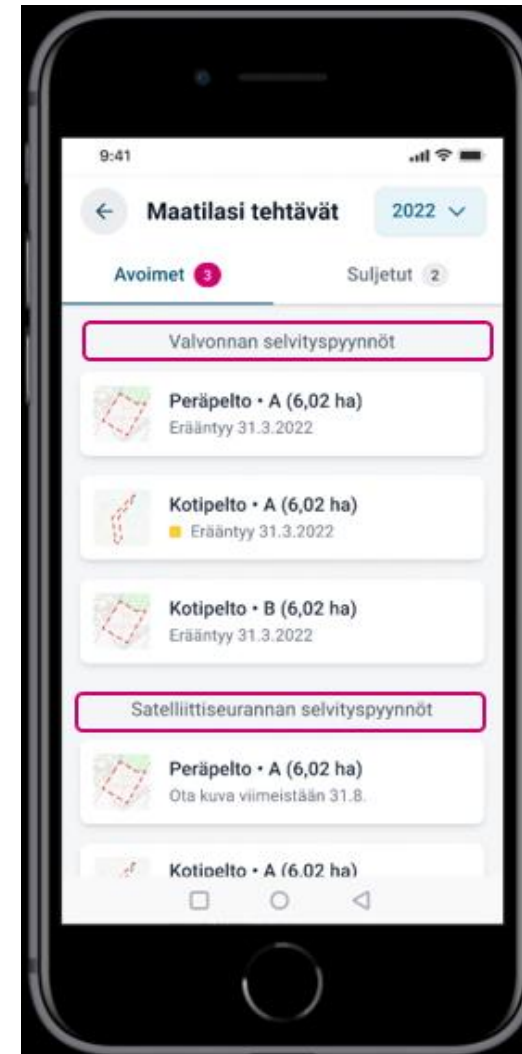 9:41
Maatilasi tehtävät
2022
Avoimet 3
Suljetut 2
Valvonnan selvityspyynnöt
Peräpelto • A (6,02 ha)
Erääntyy 31.3.2022
Kotipelto • A (6,02 ha)
Erääntyy 31.3.2022
Kotipelto • B (6,02 ha)
Erääntyy 31.3.2022
Satelliittiseurannan selvityspyynnöt
Peräpelto • A (6,02 ha)
Ota kuva viimeistään 31.8.
Kotipelto • A (6,02 ha)